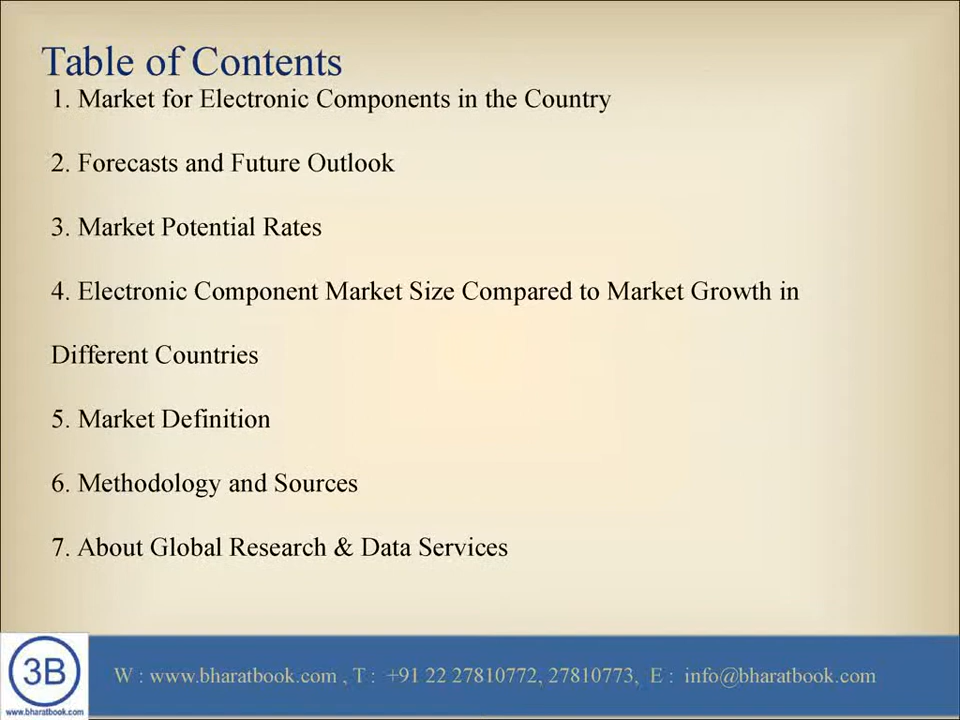 Table of Contents
1. Market for Electronic Components in the Country
2. Forecasts and Future Outlook
3. Market Potential Rates
4. Electronic Component Market Size Compared to Market Growth in
Different Countries
5. Market Definition
6. Methodology and Sources
7. About Global Research & Data Services
3B
www.bharatbook.com
W : www.bharatbook.com , T : +91 22 27810772, 27810773, E : info@bharatbook.com